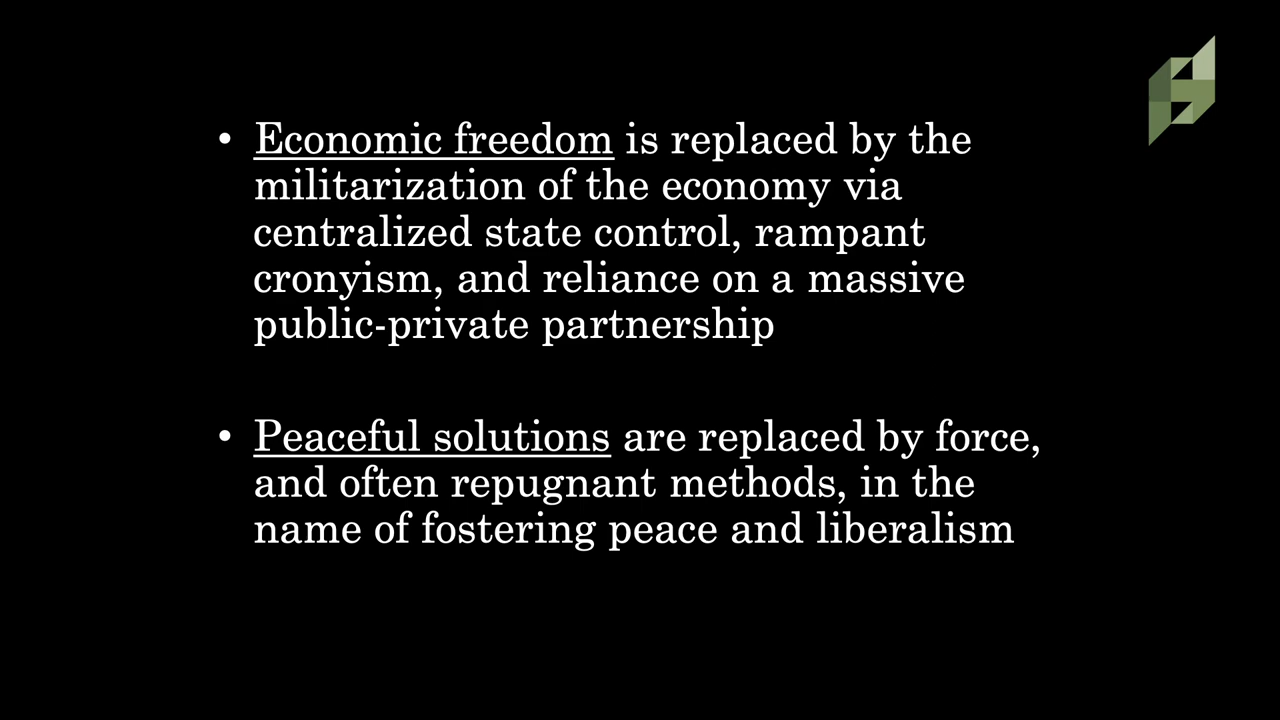 • Economic freedom is replaced by the
militarization of the economy via
centralized state control, rampant
cronyism, and reliance on a massive
public-private partnership
• Peaceful solutions are replaced by force,
and often repugnant methods, in the
name of fostering peace and liberalism